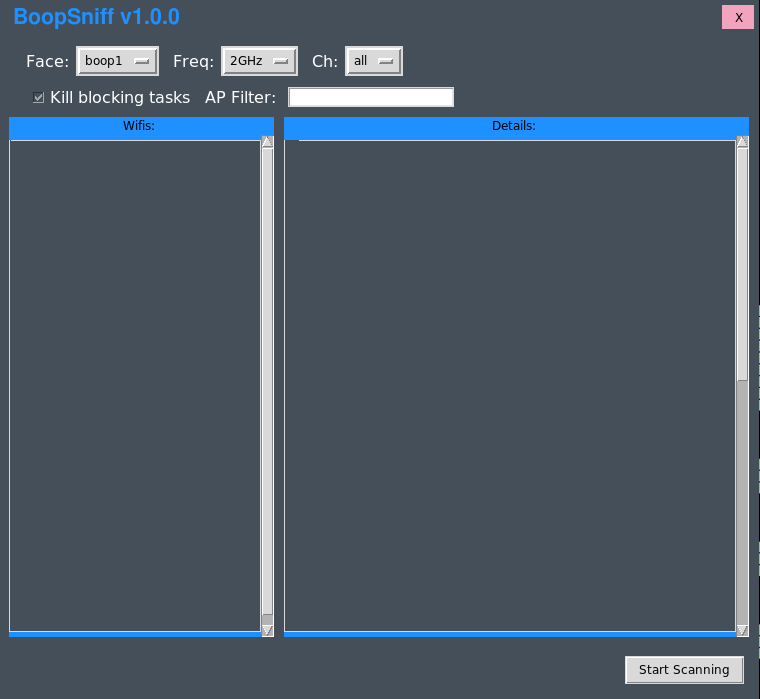 BoopSniff v1.0.0
X
Face: boop1 Freq: 2GHz Ch: all
Kill blocking tasks AP Filter:
Wifis:
Details:
Start Scanning